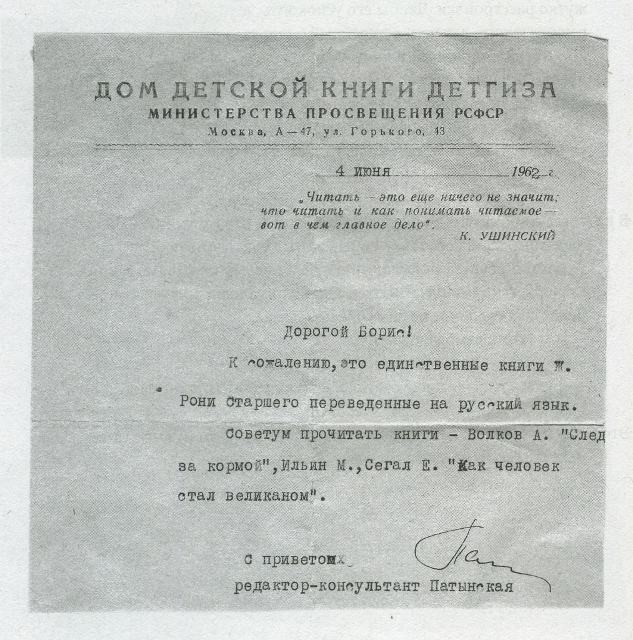 ДОМ ДЕТСКОЙ КНИГИ ДЕТГИЗА
МИНИСТЕРСТВА ПРОСВЕЩЕНИЯ РСФСР
Москва, А—47, ул. Горького, 43
4 июня 1962 г.
„Читать — это еще ничего не значит;
что читать и как понимать читаемое —
вот в чем главное дело".
К. УШИНСКИЙ
Дорогой Борис!
К сожалению, это единственные книги Ж.
Рони Старшего переведенные на русский язык.
Советум прочитать книги - Волков А. "След
за кормой", Ильин М., Сегал Е. "Как человек
стал великаном".
С приветом
редактор-консультант Патынская